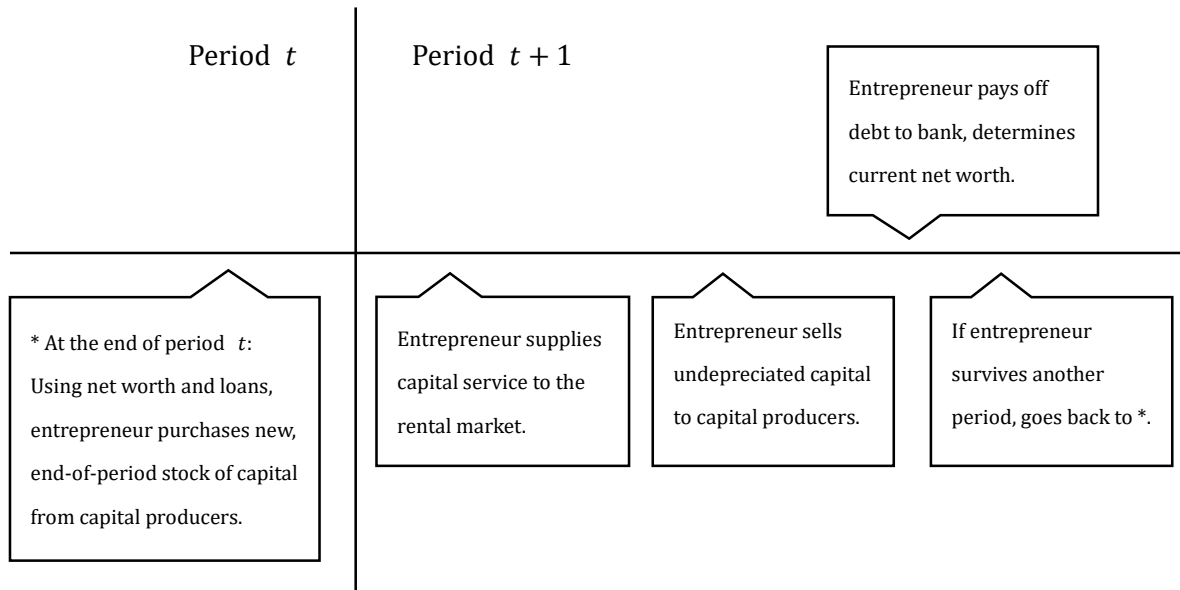 Period t
Period t + 1
Entrepreneur pays off
debt to bank, determines
current net worth.
* At the end of period t:
Using net worth and loans,
entrepreneur purchases new,
end-of-period stock of capital
from capital producers.
Entrepreneur supplies
capital service to the
rental market.
Entrepreneur sells
undepreciated capital
to capital producers.
If entrepreneur
survives another
period, goes back to *.